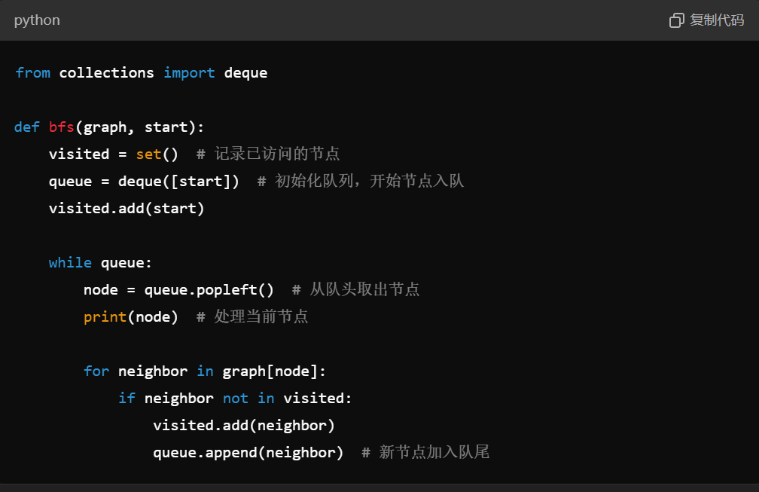 python
复制代码
from collections import deque
def bfs(graph, start):
    visited = set()  # 记录已访问的节点
    queue = deque([start])  # 初始化队列，开始节点入队
    visited.add(start)
    while queue:
        node = queue.popleft()  # 从队头取出节点
        print(node)  # 处理当前节点
        for neighbor in graph[node]:
            if neighbor not in visited:
                visited.add(neighbor)
                queue.append(neighbor)  # 新节点加入队尾